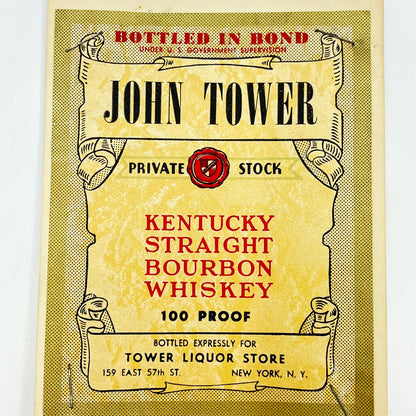 BOTTLED IN BOND
UNDER U. S. GOVERNMENT SUPERVISION
JOHN TOWER
PRIVATE STOCK
KENTUCKY
STRAIGHT
BOURBON
WHISKEY
100 PROOF
BOTTLED EXPRESSLY FOR
TOWER LIQUOR STORE
159 EAST 57th ST. NEW YORK, N. Y.